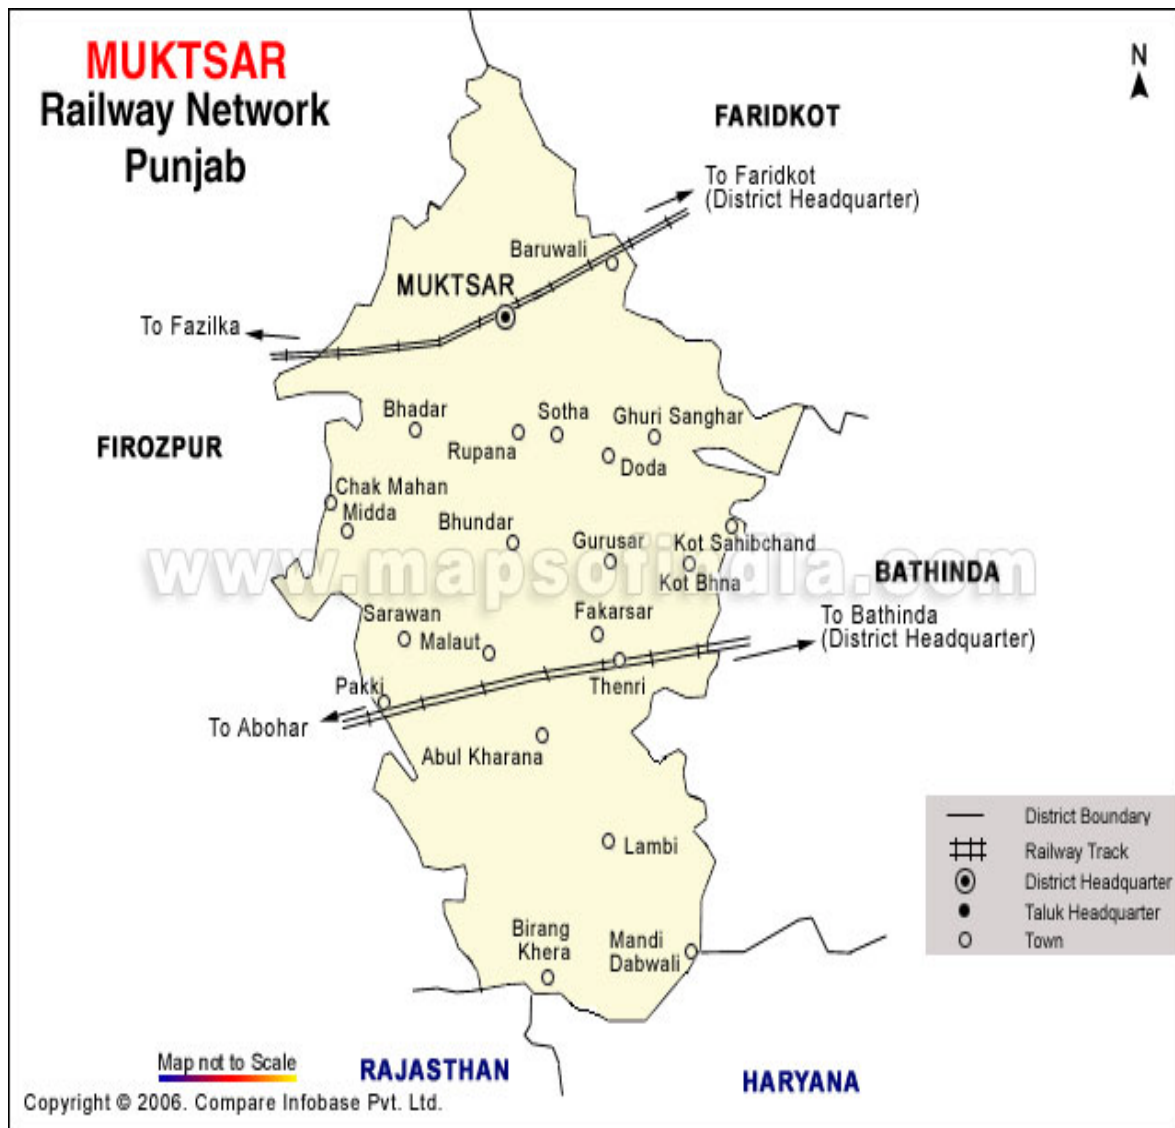 MUKTSAR
Railway Network
Punjab
N
FARIDKOT
To Faridkot
(District Headquarter)
Baruwali
MUKTSAR
To Fazilka
Bhadar
Sotha
Ghuri Sanghar
FIROZPUR
Rupana
Doda
Chak Mahan
Midda
Bhundar
Gurusar
Kot Sahibchand
www.mapsofindia.com
BATHINDA
Kot Bhna
Sarawan
Fakarsar
To Bathinda
(District Headquarter)
Malaut
Pakki
Thenri
To Abohar
Abul Kharana
District Boundary
Railway Track
District Headquarter
Taluk Headquarter
Town
Lambi
Birang
Khera
Mandi
Dabwali
Map not to Scale
RAJASTHAN
HARYANA
Copyright © 2006. Compare Infobase Pvt. Ltd.